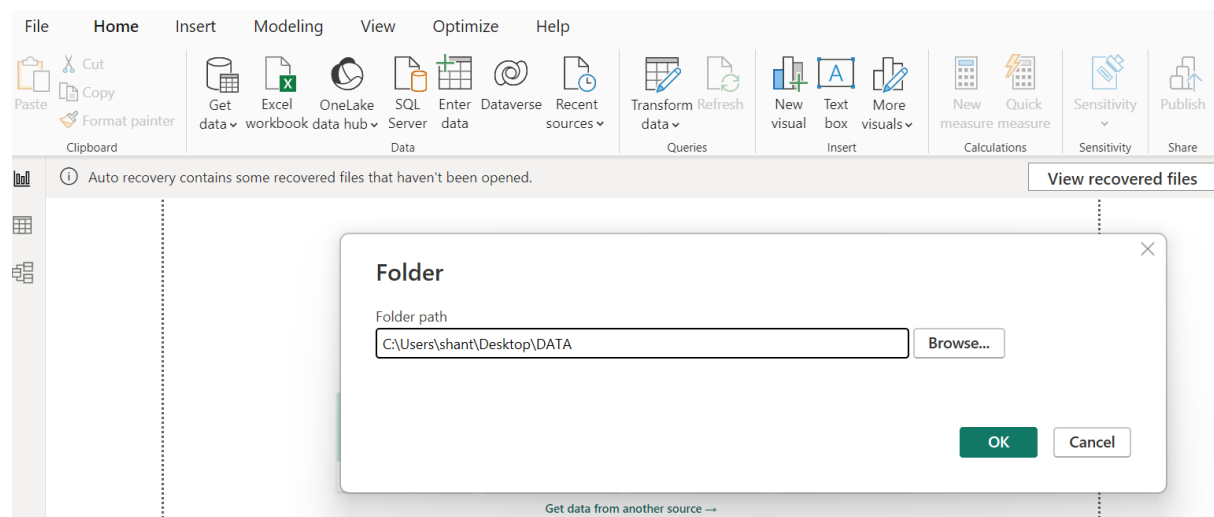 File Home Insert Modeling View Optimize Help
Paste
Cut
Copy
Format painter
Clipboard
Get data
Excel workbook
OneLake data hub
SQL Server
Enter data
Dataverse
Recent sources
Data
Transform data
Refresh
Queries
New visual
Text box
More visuals
Insert
New measure
Quick measure
Calculations
Sensitivity
Sensitivity
Publish
Share
Auto recovery contains some recovered files that haven't been opened.
View recovered files
Folder
Folder path
C:\Users\shant\Desktop\DATA
Browse...
OK
Cancel
Get data from another source →